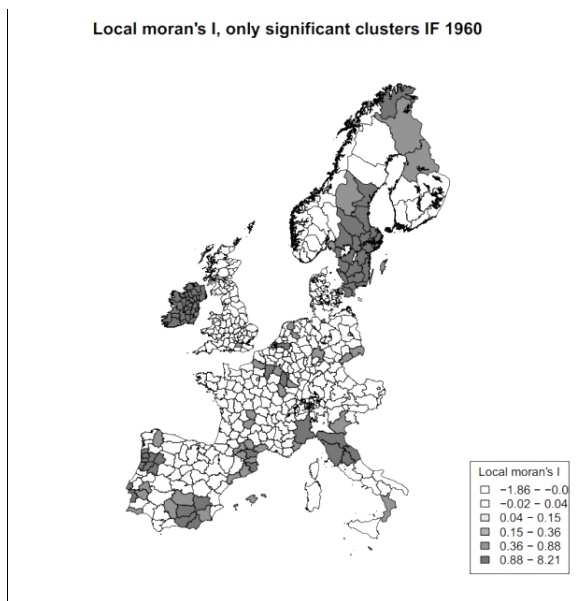 Local moran's I, only significant clusters IF 1960
Local moran's I
−1.86 − −0.0
−0.02 − 0.04
0.04 − 0.15
0.15 − 0.36
0.36 − 0.88
0.88 − 8.21